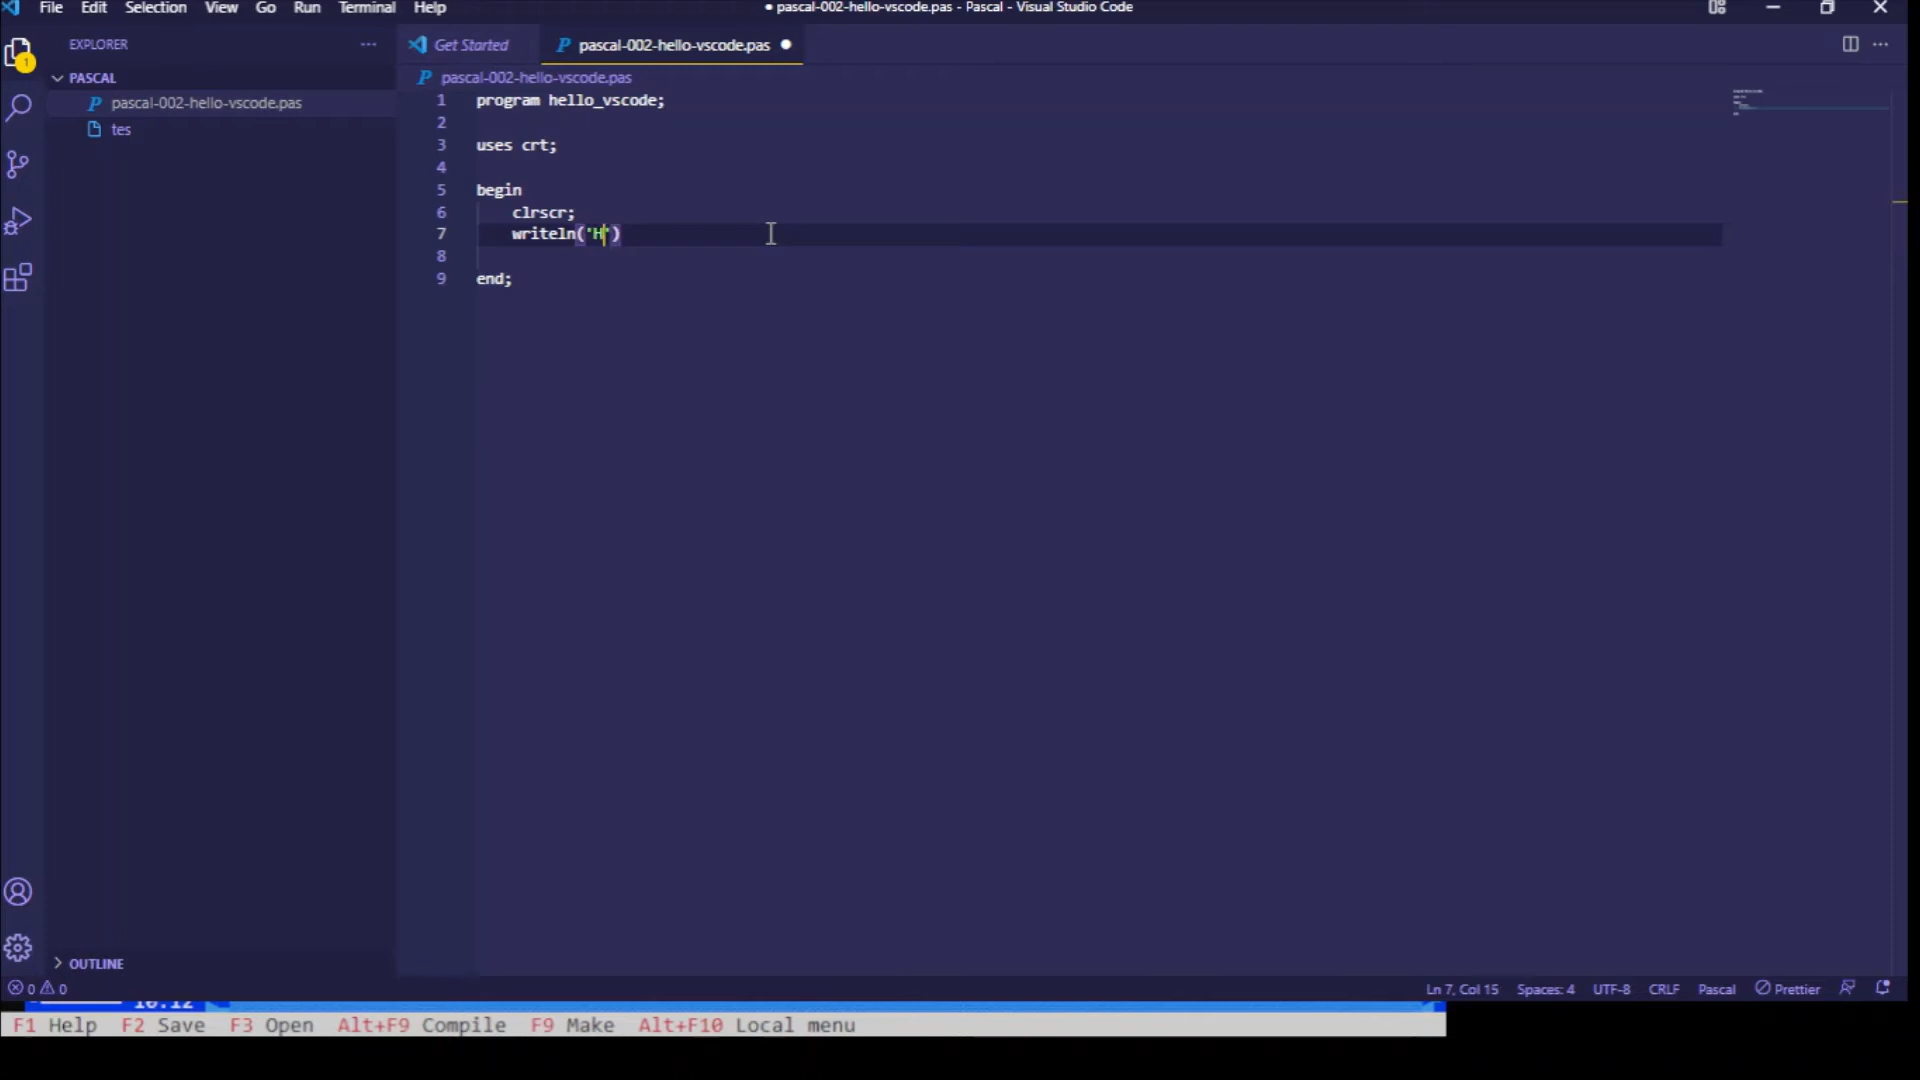 File Edit Selection View Go Run Terminal Help
● pascal-002-hello-vscode.pas - Pascal - Visual Studio Code
EXPLORER
Get Started
pascal-002-hello-vscode.pas ●
1
PASCAL
pascal-002-hello-vscode.pas
tes
P pascal-002-hello-vscode.pas
1 program hello_vscode;
2
3 uses crt;
4
5 begin
6 clrscr;
7 writeln('H')
8
9 end;
OUTLINE
0 0
Ln 7, Col 15 Spaces: 4 UTF-8 CRLF Pascal Prettier
10:12
F1 Help F2 Save F3 Open Alt+F9 Compile F9 Make Alt+F10 Local menu